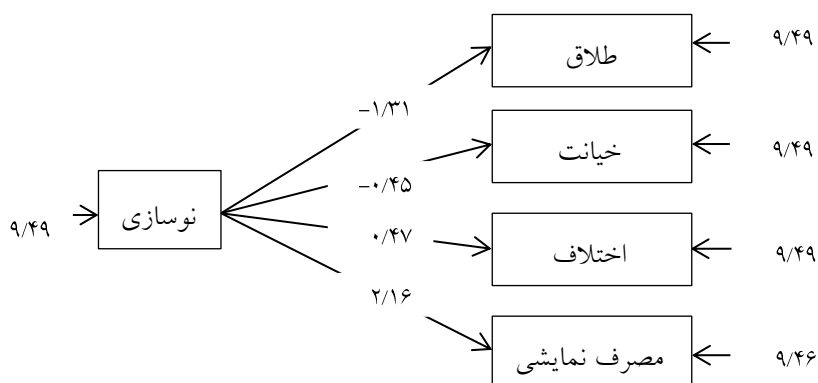 ۹/۴۹
طلاق
-۱/۳۱
۹/۴۹
خیانت
-۰/۴۵
نوسازی
۹/۴۹
۰/۴۷
اختلاف
۹/۴۹
۲/۱۶
مصرف نمایشی
۹/۴۶